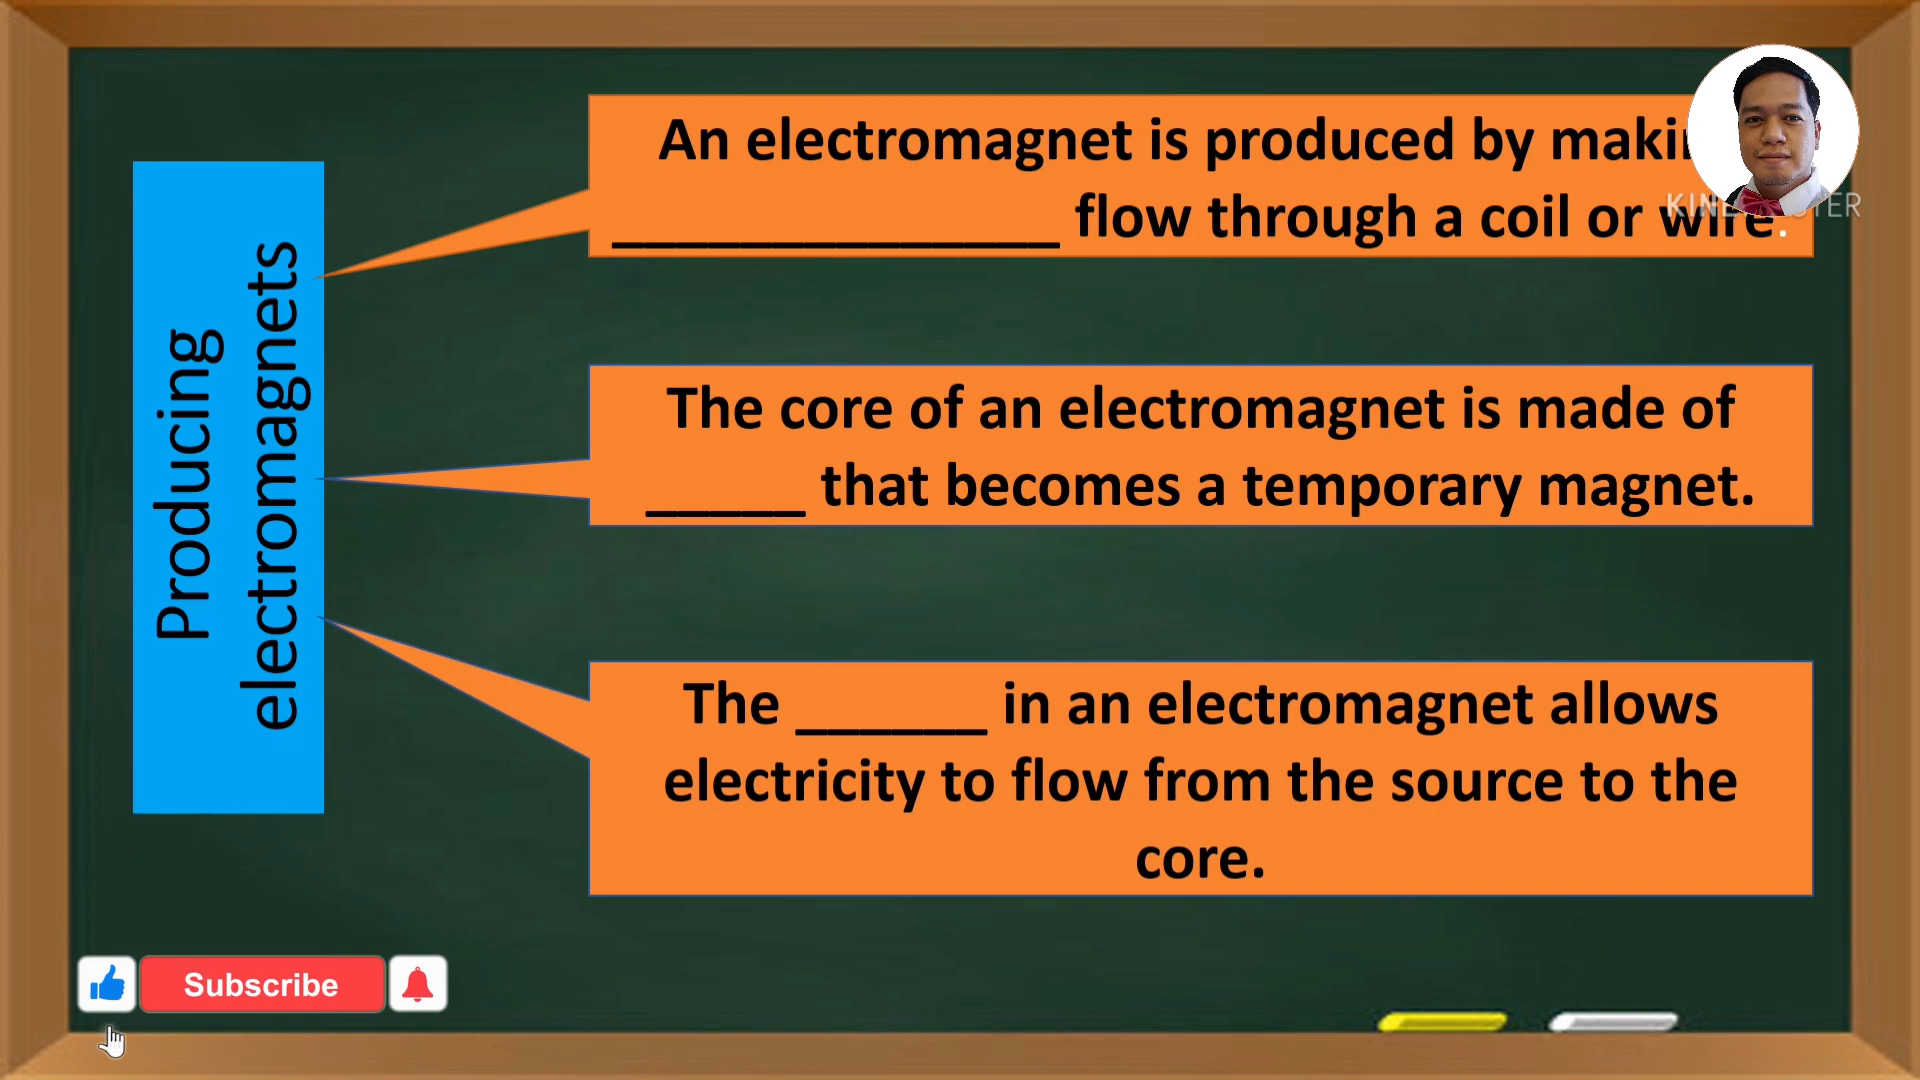 Producing
electromagnets
An electromagnet is produced by
______________ flow through a coil or wire.
The core of an electromagnet is made of
_____ that becomes a temporary magnet.
The ______ in an electromagnet allows
electricity to flow from the source to the
core.
Subscribe